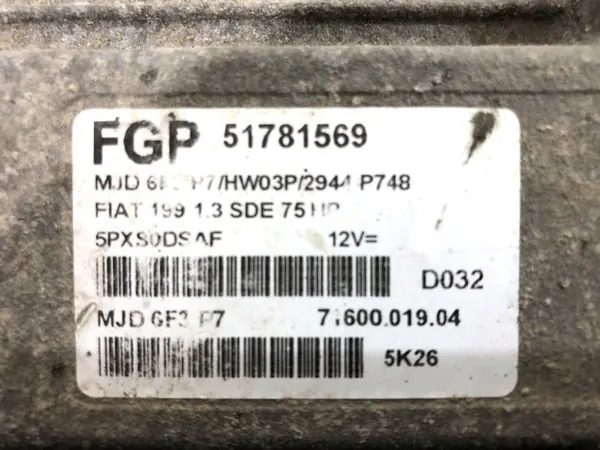 FGP 51781569
MJD 6F3 P7/HW03P/2944 P748
FIAT 199 1.3 SDE 75 HP
12V=
D032
MJD 6F3 P7 71600.019.04
5K26